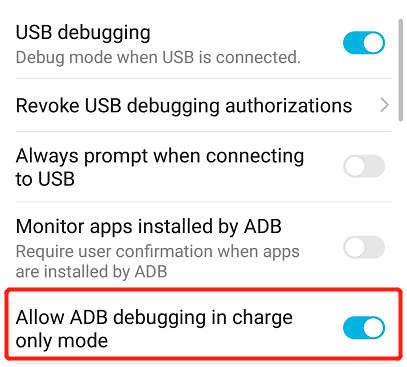 USB debugging
Debug mode when USB is connected.
Revoke USB debugging authorizations
Always prompt when connecting
to USB
Monitor apps installed by ADB
Require user confirmation when apps
are installed by ADB
Allow ADB debugging in charge
only mode